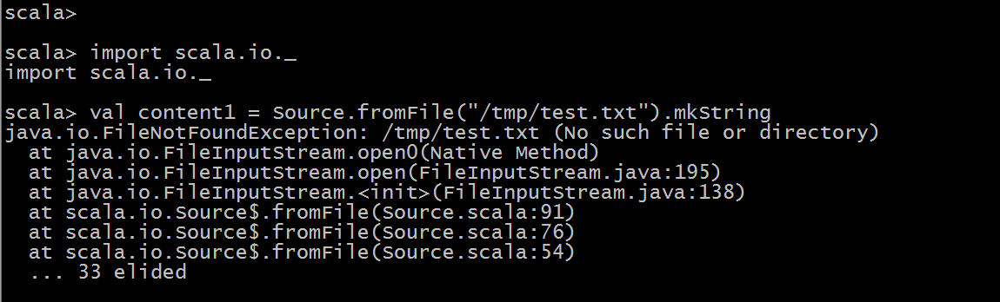 scala>
scala> import scala.io._
import scala.io._
scala> val content1 = Source.fromFile("/tmp/test.txt").mkString
java.io.FileNotFoundException: /tmp/test.txt (No such file or directory)
  at java.io.FileInputStream.open0(Native Method)
  at java.io.FileInputStream.open(FileInputStream.java:195)
  at java.io.FileInputStream.<init>(FileInputStream.java:138)
  at scala.io.Source$.fromFile(Source.scala:91)
  at scala.io.Source$.fromFile(Source.scala:76)
  at scala.io.Source$.fromFile(Source.scala:54)
  ... 33 elided